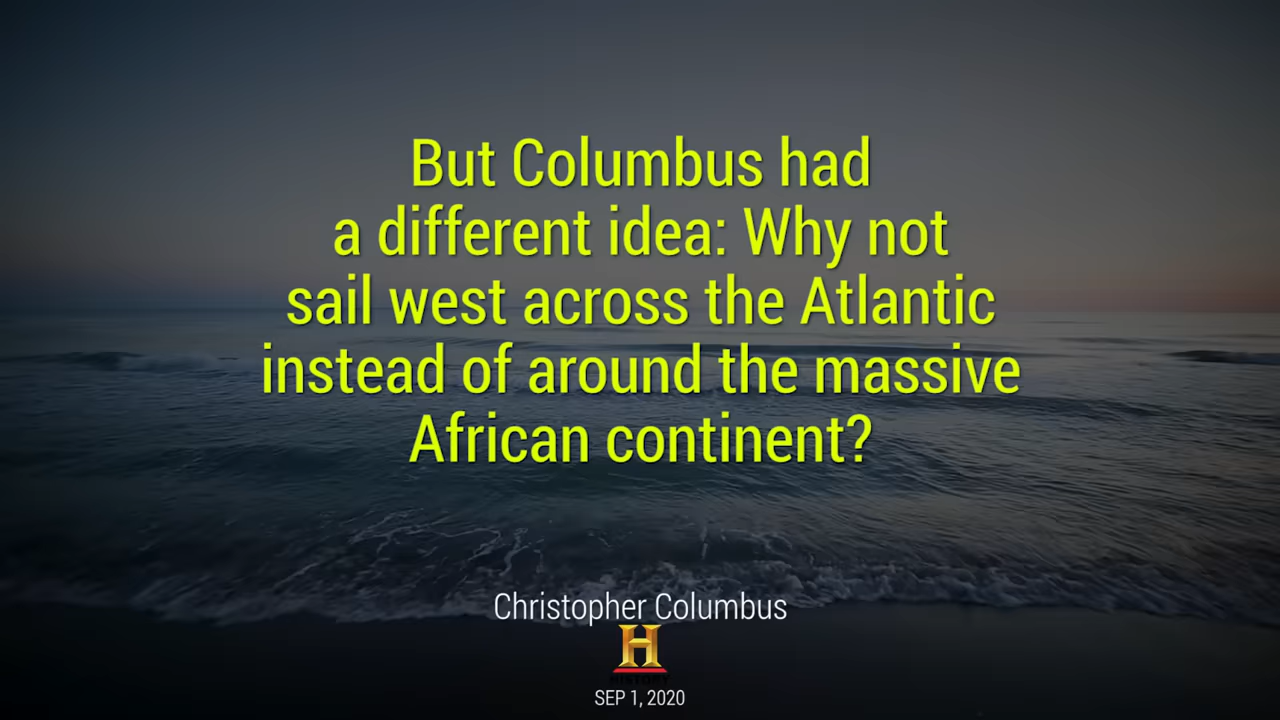 But Columbus had
a different idea: Why not
sail west across the Atlantic
instead of around the massive
African continent?
Christopher Columbus
H
HISTORY
SEP 1, 2020